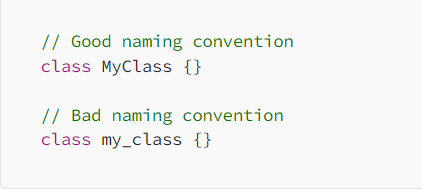 // Good naming convention
class MyClass {}
// Bad naming convention
class my_class {}